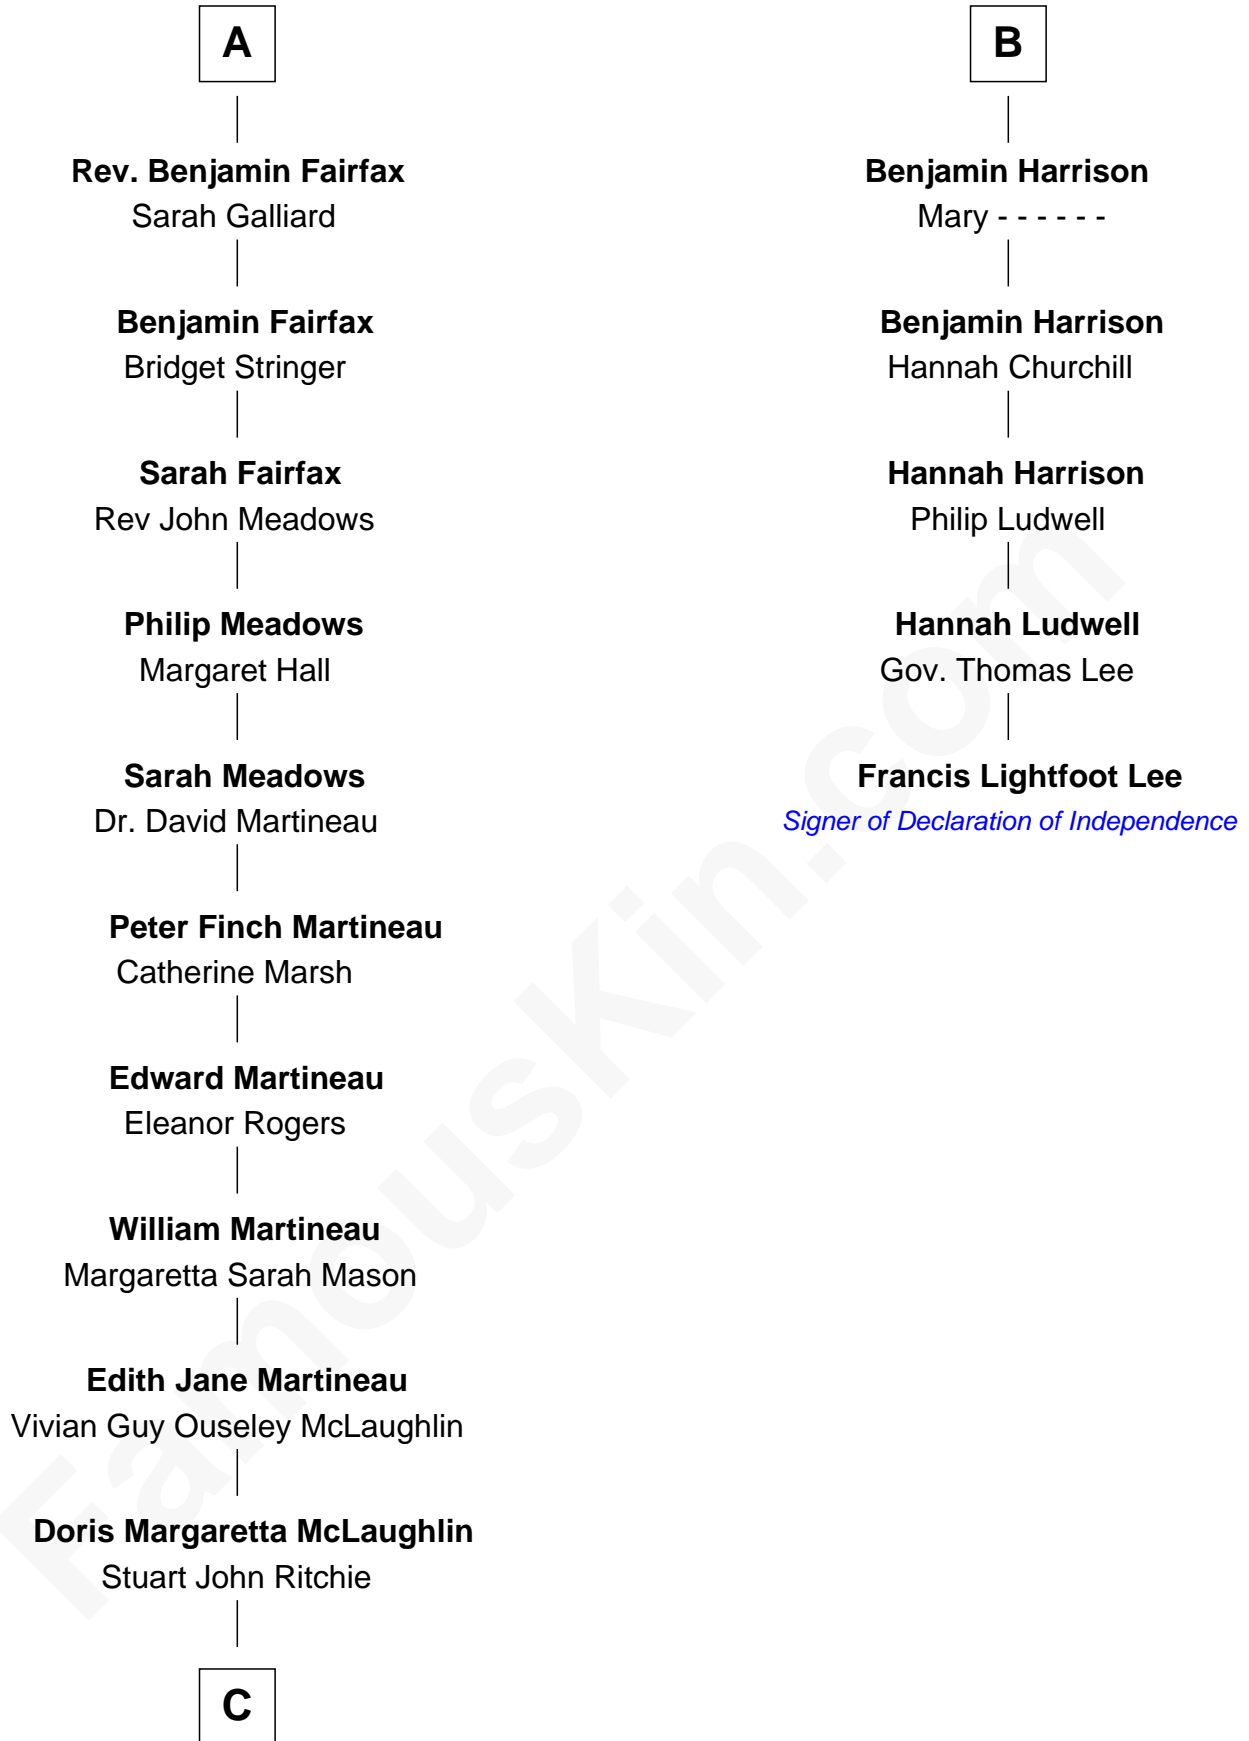 A
Rev. Benjamin Fairfax
Sarah Galliard
Benjamin Fairfax
Bridget Stringer
Sarah Fairfax
Rev John Meadows
Philip Meadows
Margaret Hall
Sarah Meadows
Dr. David Martineau
Peter Finch Martineau
Catherine Marsh
Edward Martineau
Eleanor Rogers
William Martineau
Margaretta Sarah Mason
Edith Jane Martineau
Vivian Guy Ouseley McLaughlin
Doris Margaretta McLaughlin
Stuart John Ritchie
C
B
Benjamin Harrison
Mary - - - - - -
Benjamin Harrison
Hannah Churchill
Hannah Harrison
Philip Ludwell
Hannah Ludwell
Gov. Thomas Lee
Francis Lightfoot Lee
Signer of Declaration of Independence
FamousKin.com